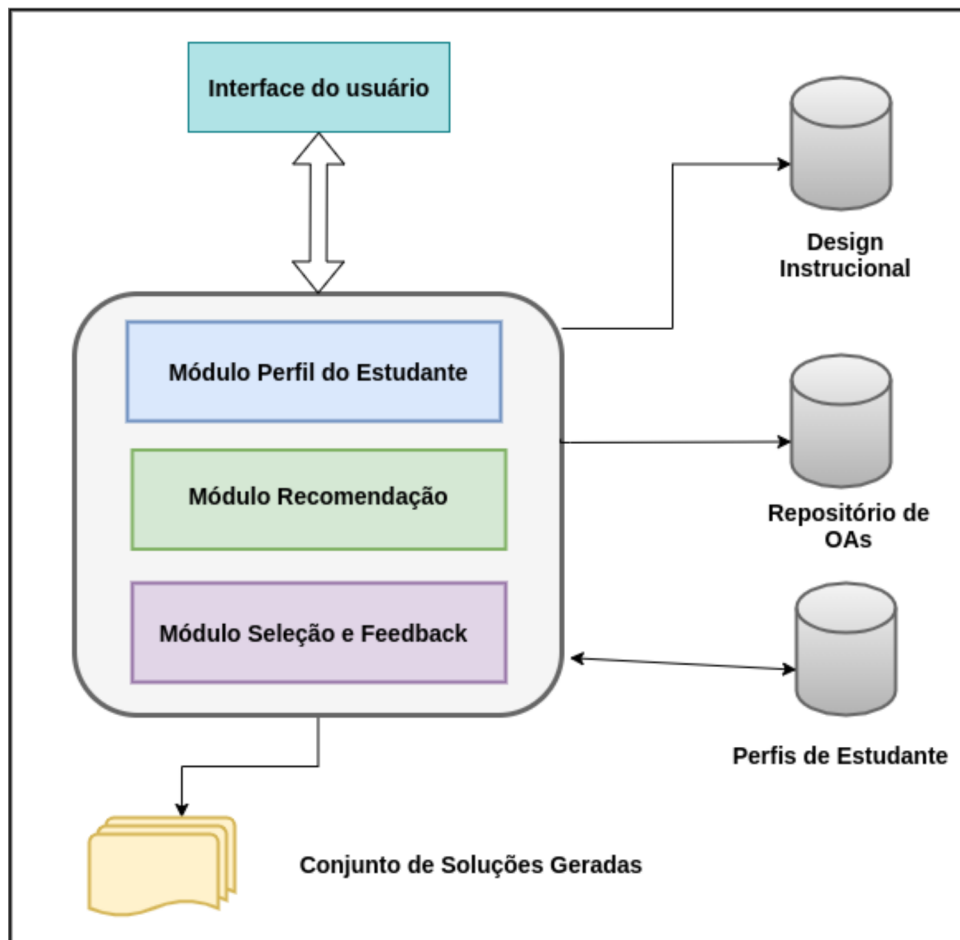 Interface do usuário
Design
Instrucional
Módulo Perfil do Estudante
Módulo Recomendação
Repositório de
OAs
Módulo Seleção e Feedback
Perfis de Estudante
Conjunto de Soluções Geradas